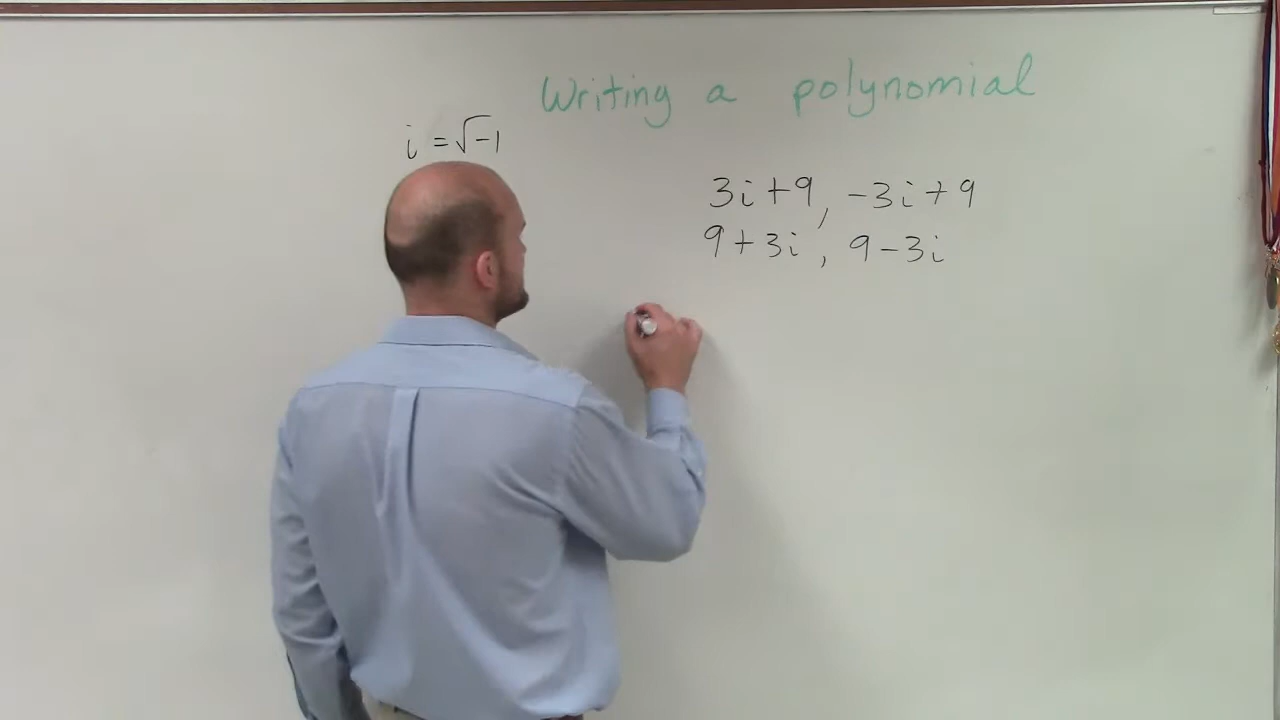 Writing a polynomial
i = √-1
3i + 9, -3i + 9
9 + 3i, 9 - 3i